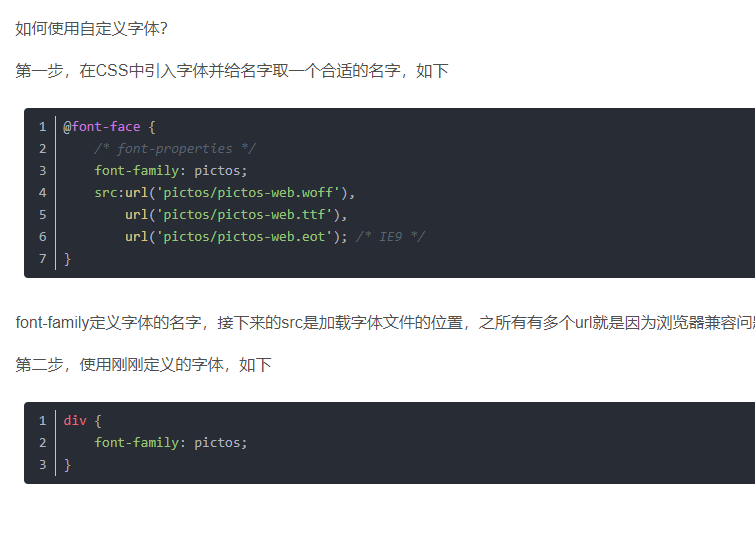 如何使用自定义字体？
第一步，在CSS中引入字体并给名字取一个合适的名字，如下
1 @font-face {
2     /* font-properties */
3     font-family: pictos;
4     src:url('pictos/pictos-web.woff'),
5         url('pictos/pictos-web.ttf'),
6         url('pictos/pictos-web.eot'); /* IE9 */
7 }
font-family定义字体的名字，接下来的src是加载字体文件的位置，之所有有多个url就是因为浏览器兼容问
第二步，使用刚刚定义的字体，如下
1 div {
2     font-family: pictos;
3 }